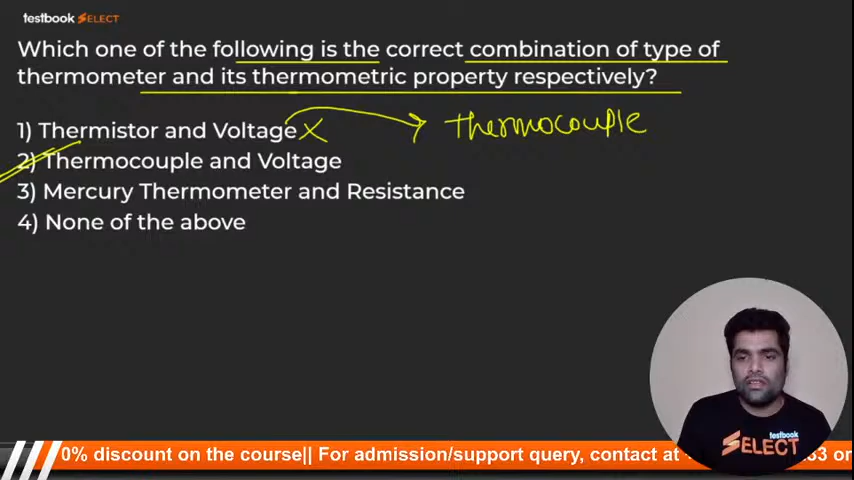 testbook SELECT
Which one of the following is the correct combination of type of
thermometer and its thermometric property respectively?
1) Thermistor and Voltage X → thermocouple
2) Thermocouple and Voltage
3) Mercury Thermometer and Resistance
4) None of the above
testbook
SELECT
0% discount on the course|| For admission/support query, contact at